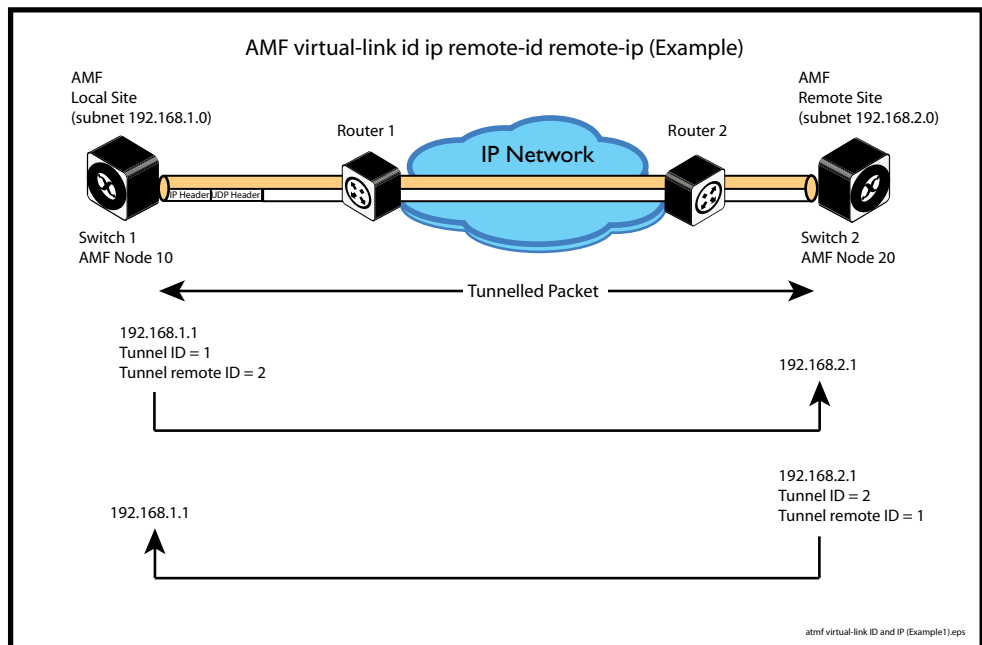 AMF virtual-link id ip remote-id remote-ip (Example)
AMF
Local Site
(subnet 192.168.1.0)
AMF
Remote Site
(subnet 192.168.2.0)
Router 1
Router 2
IP Network
IP Header
UDP Header
Switch 1
AMF Node 10
Switch 2
AMF Node 20
Tunnelled Packet
192.168.1.1
Tunnel ID = 1
Tunnel remote ID = 2
192.168.2.1
192.168.2.1
Tunnel ID = 2
Tunnel remote ID = 1
192.168.1.1
atmf virtual-link ID and IP (Example1).eps